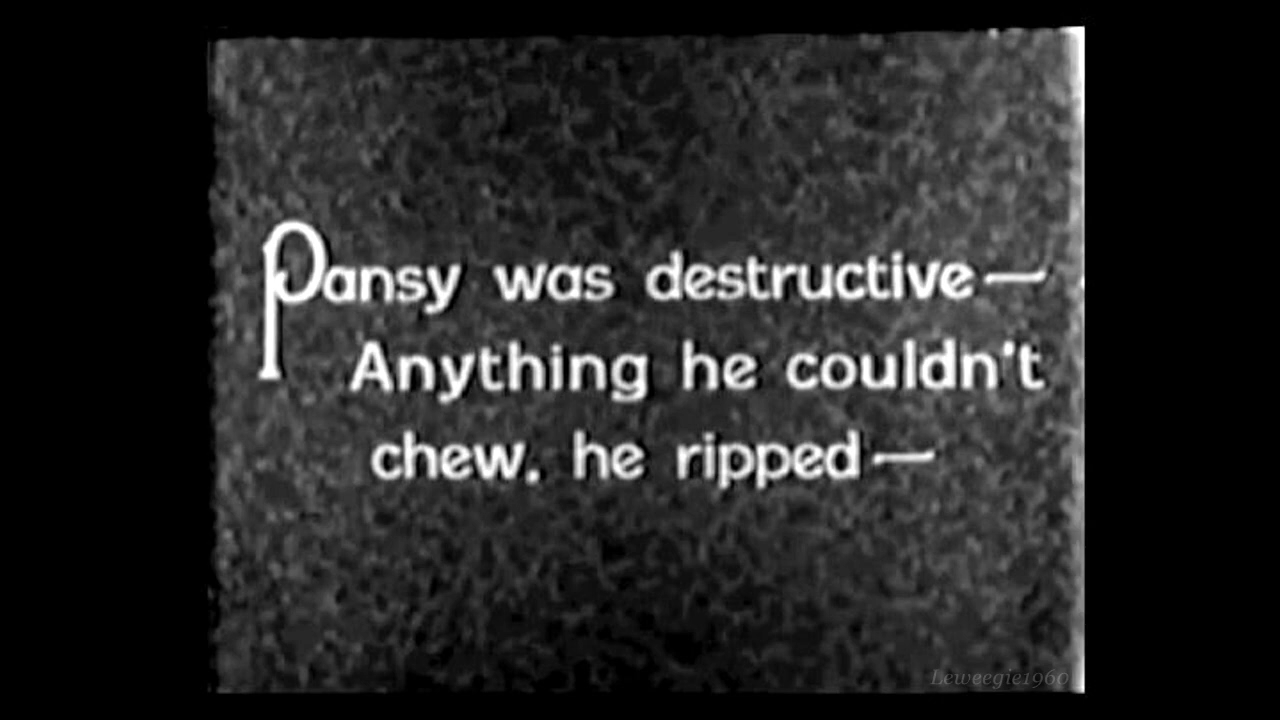 Pansy was destructive—
Anything he couldn't
chew. he ripped—
Leweegie1960